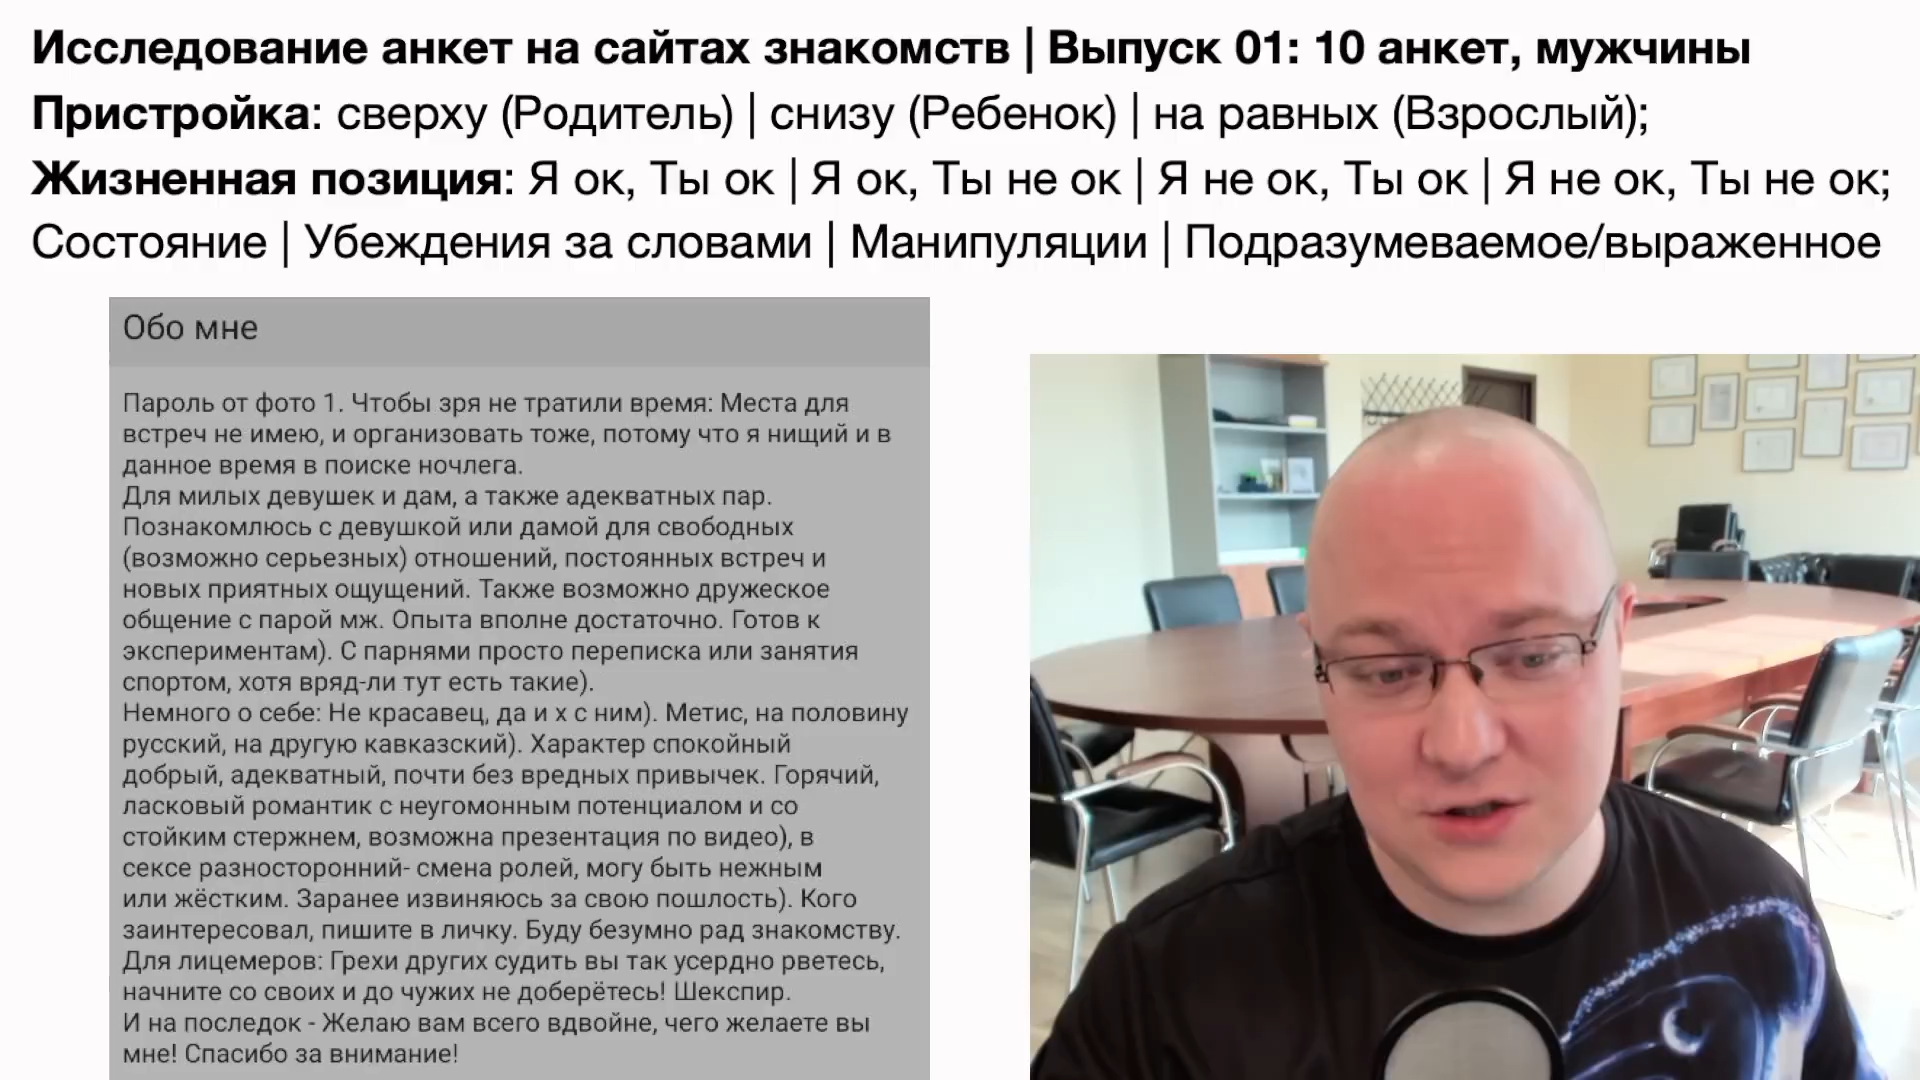 Исследование анкет на сайтах знакомств | Выпуск 01: 10 анкет, мужчины
Пристройка: сверху (Родитель) | снизу (Ребенок) | на равных (Взрослый);
Жизненная позиция: Я ок, Ты ок | Я ок, Ты не ок | Я не ок, Ты ок | Я не ок, Ты не ок;
Состояние | Убеждения за словами | Манипуляции | Подразумеваемое/выраженное
Обо мне
Пароль от фото 1. Чтобы зря не тратили время: Места для
встреч не имею, и организовать тоже, потому что я нищий и в
данное время в поиске ночлега.
Для милых девушек и дам, а также адекватных пар.
Познакомлюсь с девушкой или дамой для свободных
(возможно серьезных) отношений, постоянных встреч и
новых приятных ощущений. Также возможно дружеское
общение с парой мж. Опыта вполне достаточно. Готов к
экспериментам). С парнями просто переписка или занятия
спортом, хотя вряд-ли тут есть такие).
Немного о себе: Не красавец, да и х с ним). Метис, на половину
русский, на другую кавказский). Характер спокойный
добрый, адекватный, почти без вредных привычек. Горячий,
ласковый романтик с неугомонным потенциалом и со
стойким стержнем, возможна презентация по видео), в
сексе разносторонний- смена ролей, могу быть нежным
или жёстким. Заранее извиняюсь за свою пошлость). Кого
заинтересовал, пишите в личку. Буду безумно рад знакомству.
Для лицемеров: Грехи других судить вы так усердно рветесь,
начните со своих и до чужих не доберётесь! Шекспир.
И на последок - Желаю вам всего вдвойне, чего желаете вы
мне! Спасибо за внимание!